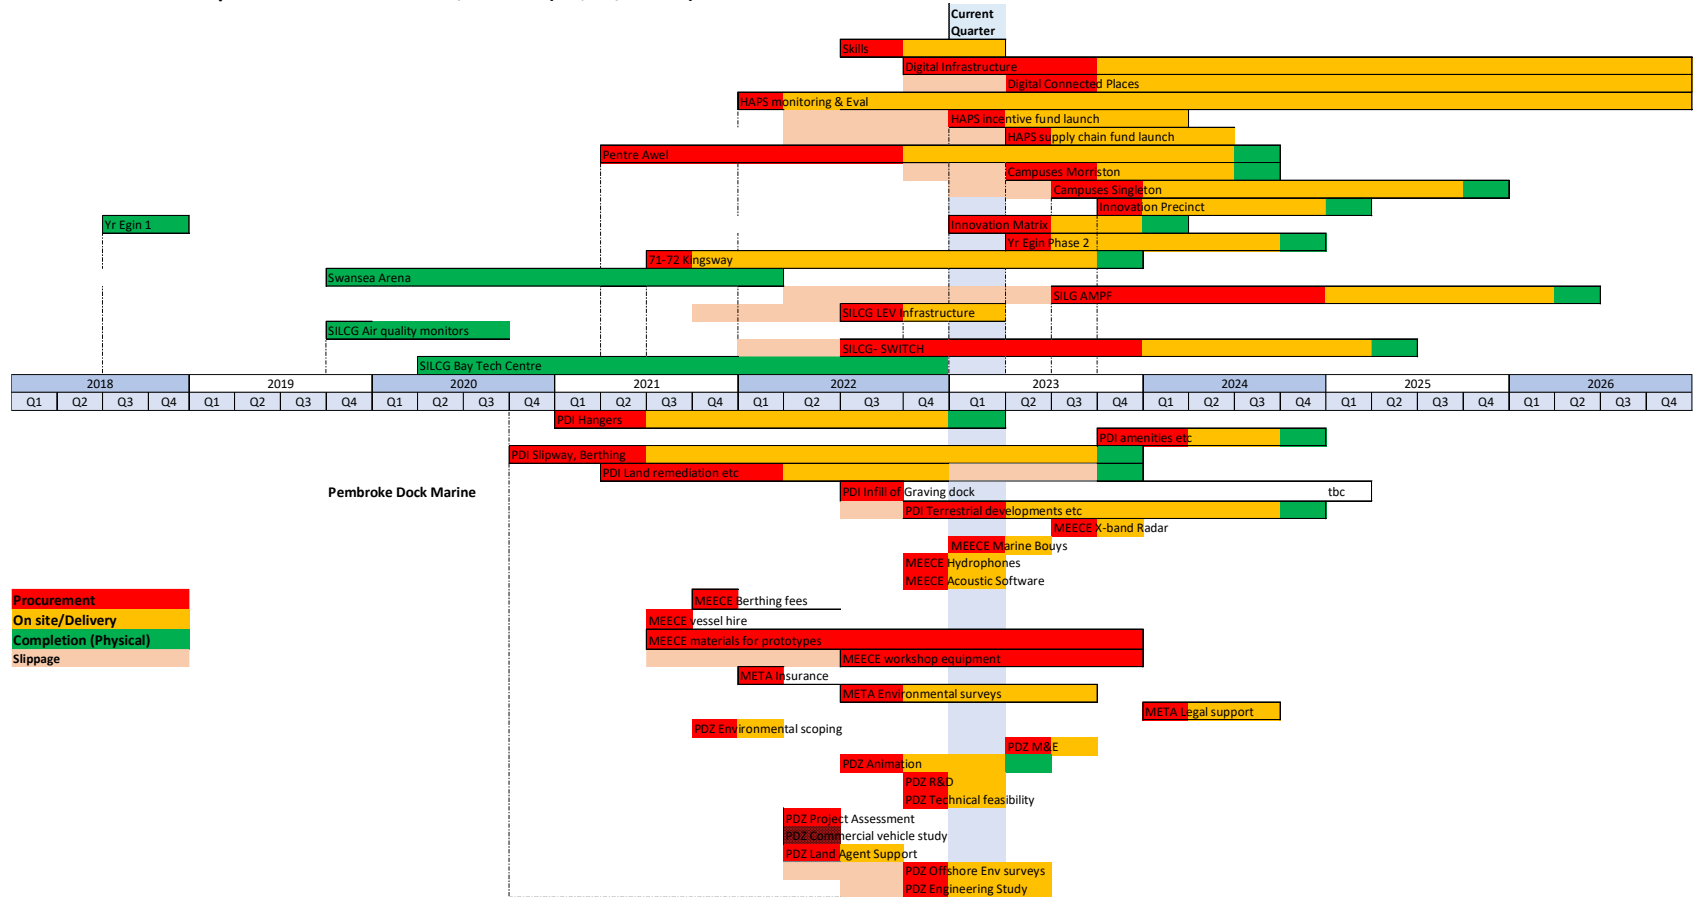 Current
Quarter
Skills
Digital Infrastructure
Digital Connected Places
HAPS monitoring & Eval
HAPS incentive fund launch
HAPS supply chain fund launch
Pentre Awel
Campuses Morriston
Campuses Singleton
Innovation Precinct
Yr Egin 1
Innovation Matrix
Yr Egin Phase 2
71-72 Kingsway
Swansea Arena
SILG AMPF
SILCG LEV Infrastructure
SILCG Air quality monitors
SILCG- SWITCH
SILCG Bay Tech Centre
2018 2019 2020 2021 2022 2023 2024 2025 2026
Q1 Q2 Q3 Q4 Q1 Q2 Q3 Q4 Q1 Q2 Q3 Q4 Q1 Q2 Q3 Q4 Q1 Q2 Q3 Q4 Q1 Q2 Q3 Q4 Q1 Q2 Q3 Q4 Q1 Q2 Q3 Q4 Q1 Q2 Q3 Q4
PDI Hangers
PDI amenities etc
PDI Slipway, Berthing
PDI Land remediation etc
Pembroke Dock Marine
PDI Infill of Graving dock tbc
PDI Terrestrial developments etc
MEECE X-band Radar
MEECE Marine Bouys
MEECE Hydrophones
MEECE Acoustic Software
Procurement
MEECE Berthing fees
On site/Delivery
MEECE vessel hire
Completion (Physical)
MEECE materials for prototypes
Slippage
MEECE workshop equipment
META Insurance
META Environmental surveys
META Legal support
PDZ Environmental scoping
PDZ M&E
PDZ Animation
PDZ R&D
PDZ Technical feasibility
PDZ Project Assessment
PDZ Commercial vehicle study
PDZ Land Agent Support
PDZ Offshore Env surveys
PDZ Engineering Study